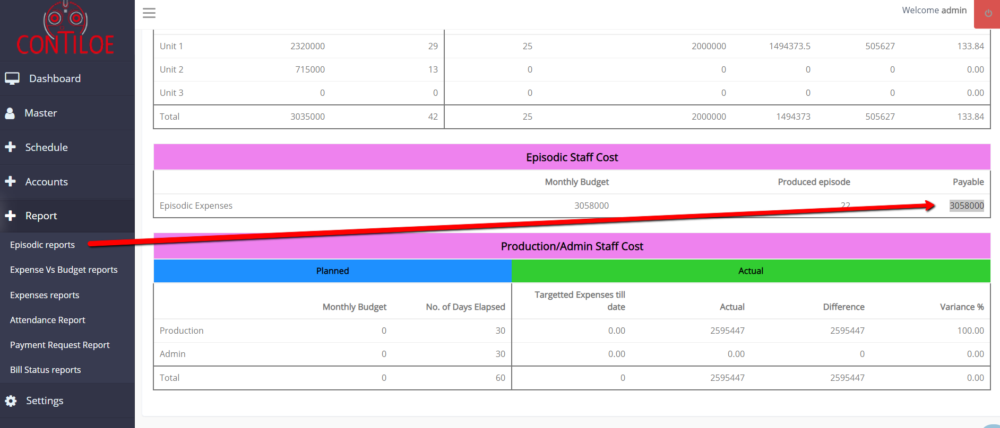 CONTILOE
Welcome admin
Dashboard
Master
Schedule
Accounts
Report
Episodic reports
Expense Vs Budget reports
Expenses reports
Attendance Report
Payment Request Report
Bill Status reports
Settings
Unit 1 2320000 29 25 2000000 1494373.5 505627 133.84
Unit 2 715000 13 0 0 0 0 0.00
Unit 3 0 0 0 0 0 0 0.00
Total 3035000 42 25 2000000 1494373 505627 133.84
Episodic Staff Cost
Monthly Budget Produced episode Payable
Episodic Expenses 3058000 22 3058000
Production/Admin Staff Cost
Planned Actual
Targetted Expenses till
Monthly Budget No. of Days Elapsed date Actual Difference Variance %
Production 0 30 0.00 2595447 2595447 100.00
Admin 0 30 0.00 0.00 0 0.00
Total 0 60 0 2595447 2595447 0.00